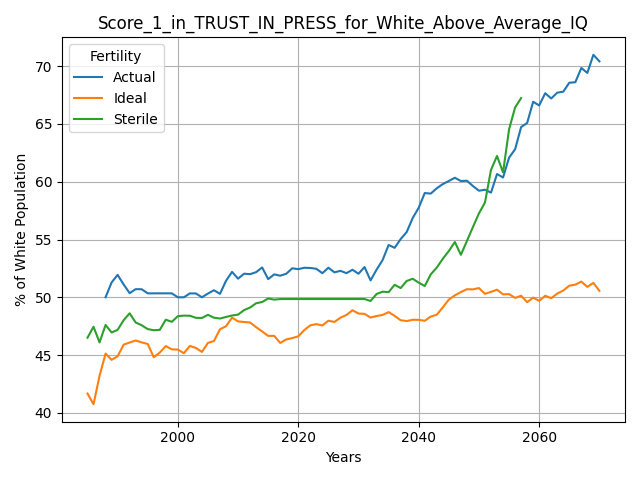 Score_1_in_TRUST_IN_PRESS_for_White_Above_Average_IQ
Fertility
Actual
Ideal
Sterile
% of White Population
70
65
60
55
50
45
40
2000
2020
2040
2060
Years